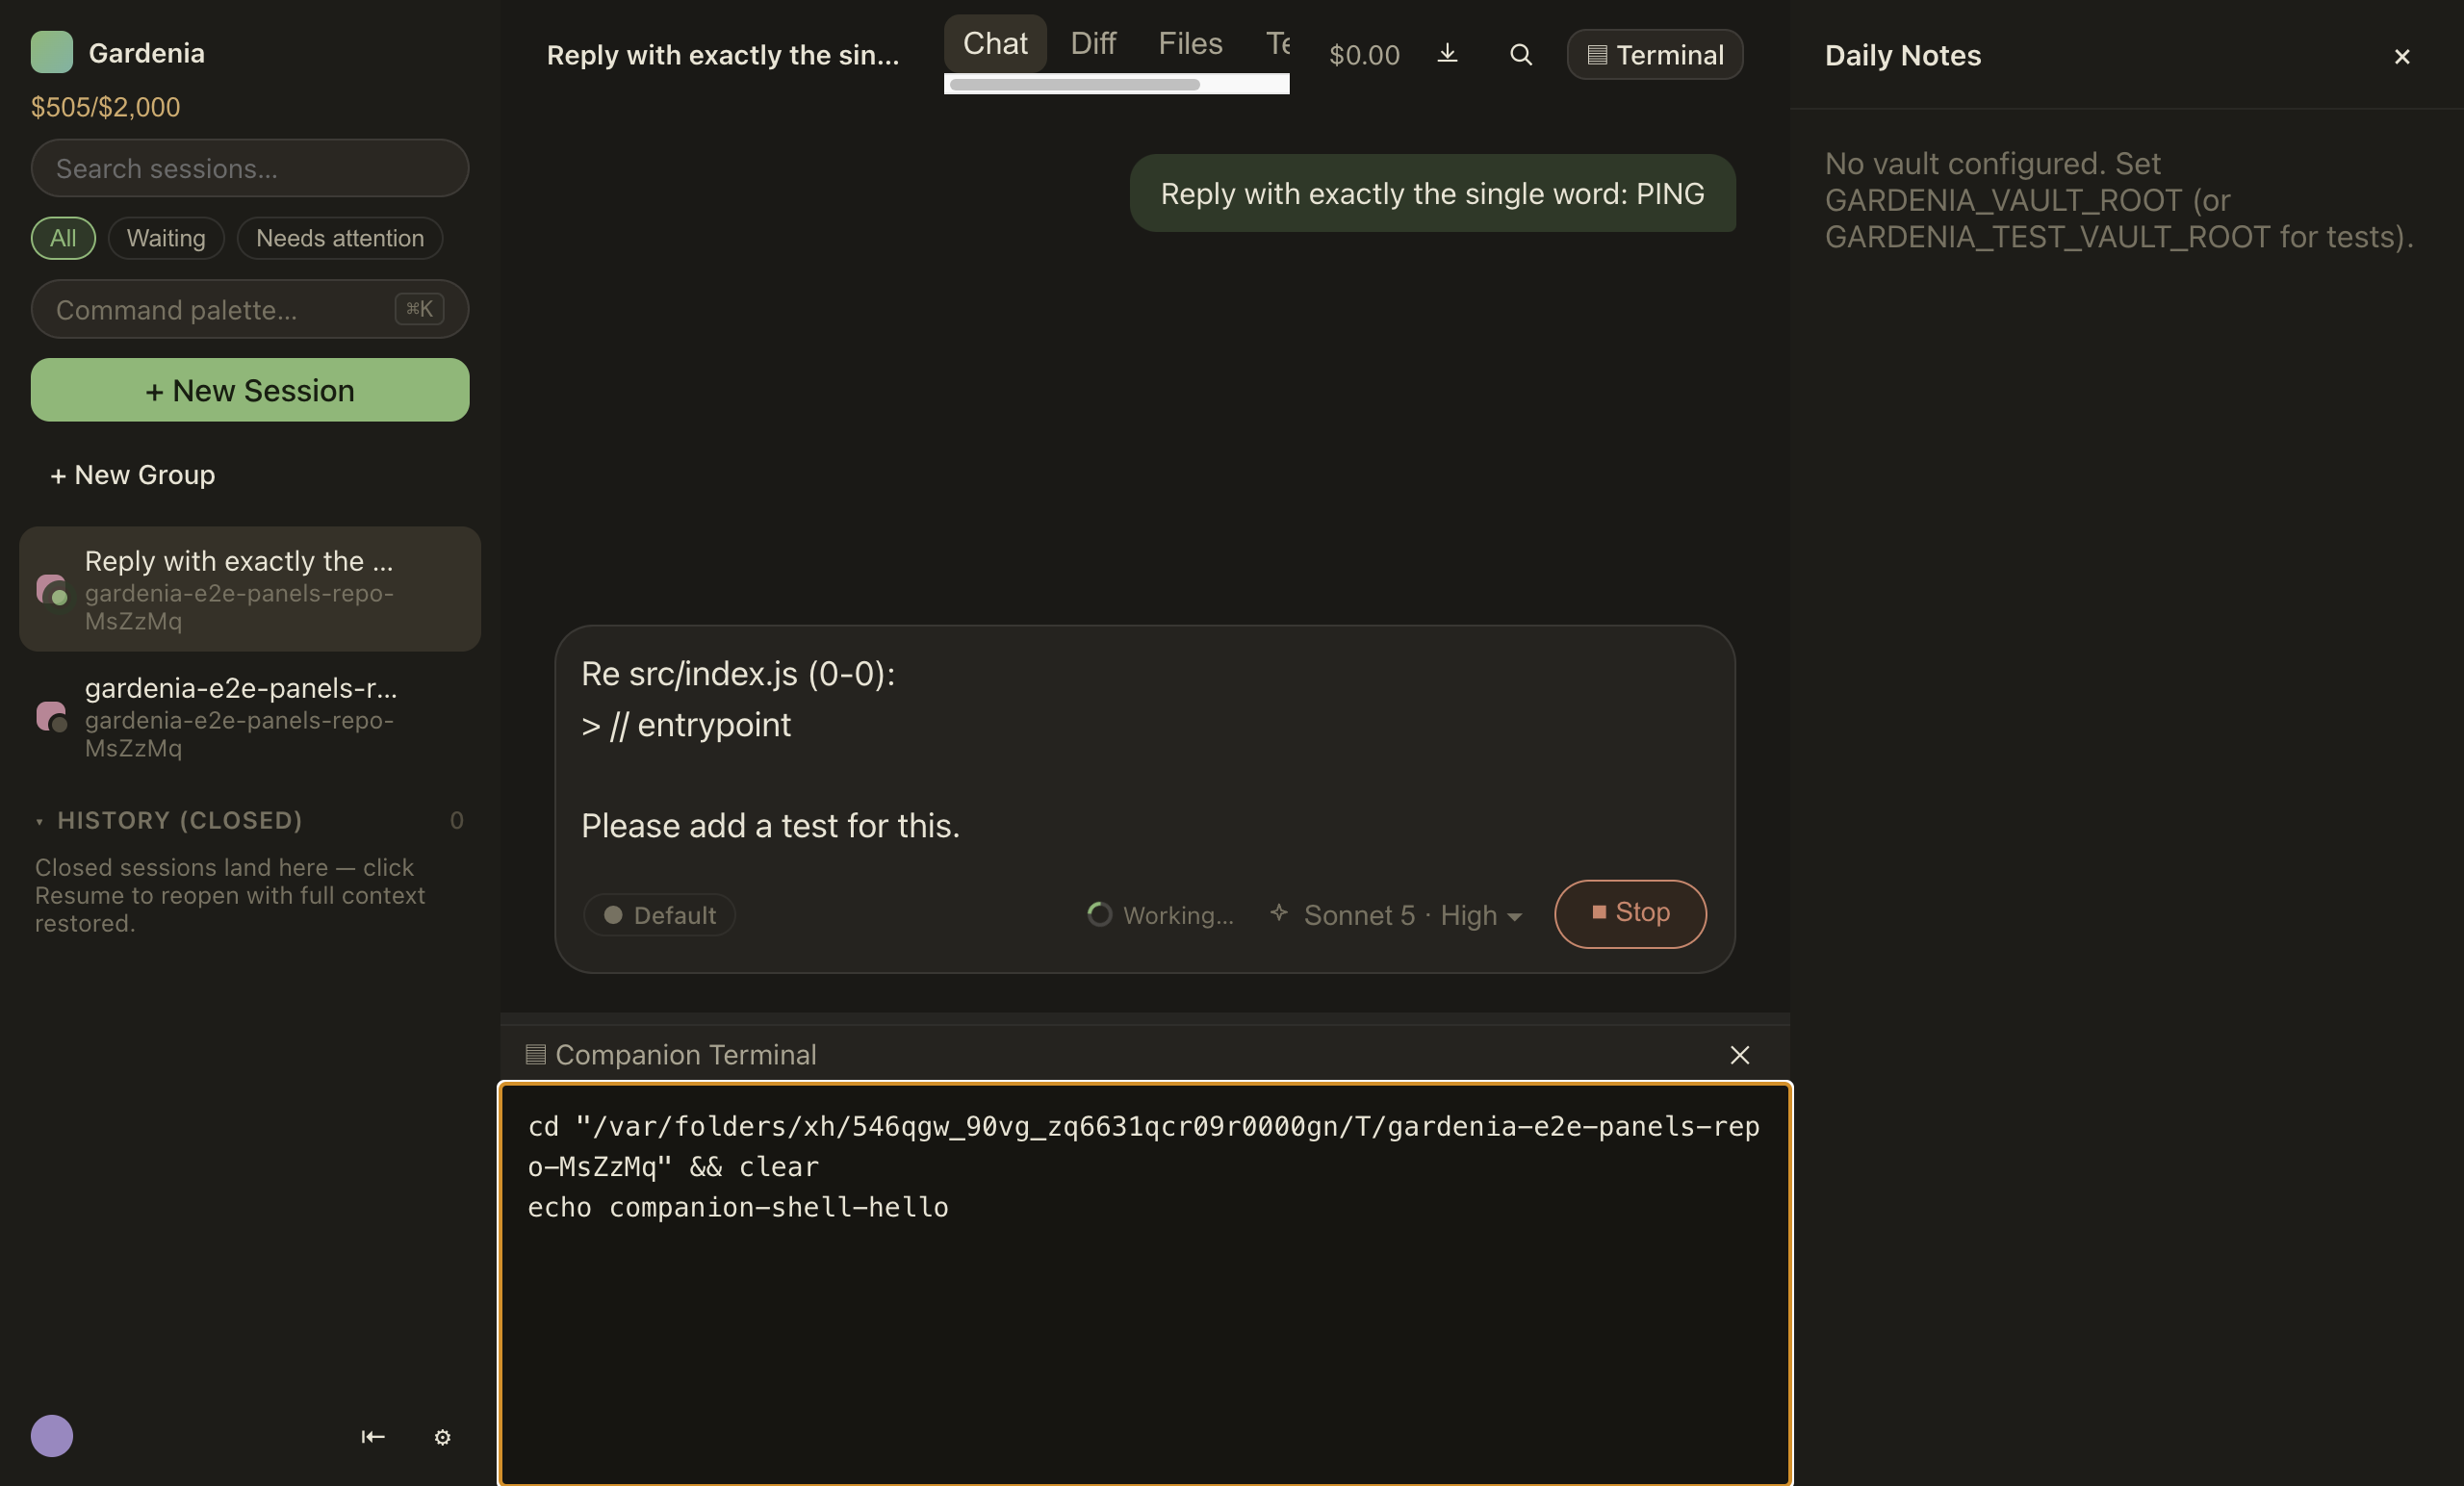 Gardenia
$505/$2,000
Search sessions...
All
Waiting
Needs attention
Command palette...
⌘K
+ New Session
+ New Group
Reply with exactly the ...
gardenia-e2e-panels-repo-
MsZzMq
gardenia-e2e-panels-r...
gardenia-e2e-panels-repo-
MsZzMq
HISTORY (CLOSED)
0
Closed sessions land here — click
Resume to reopen with full context
restored.
Reply with exactly the sin...
Chat
Diff
Files
Te
$0.00
Terminal
Reply with exactly the single word: PING
Re src/index.js (0-0):
> // entrypoint
Please add a test for this.
Default
Working...
Sonnet 5 · High
Stop
Companion Terminal
cd "/var/folders/xh/546qgw_90vg_zq6631qcr09r0000gn/T/gardenia-e2e-panels-rep
o-MsZzMq" && clear
echo companion-shell-hello
Daily Notes
No vault configured. Set
GARDENIA_VAULT_ROOT (or
GARDENIA_TEST_VAULT_ROOT for tests).